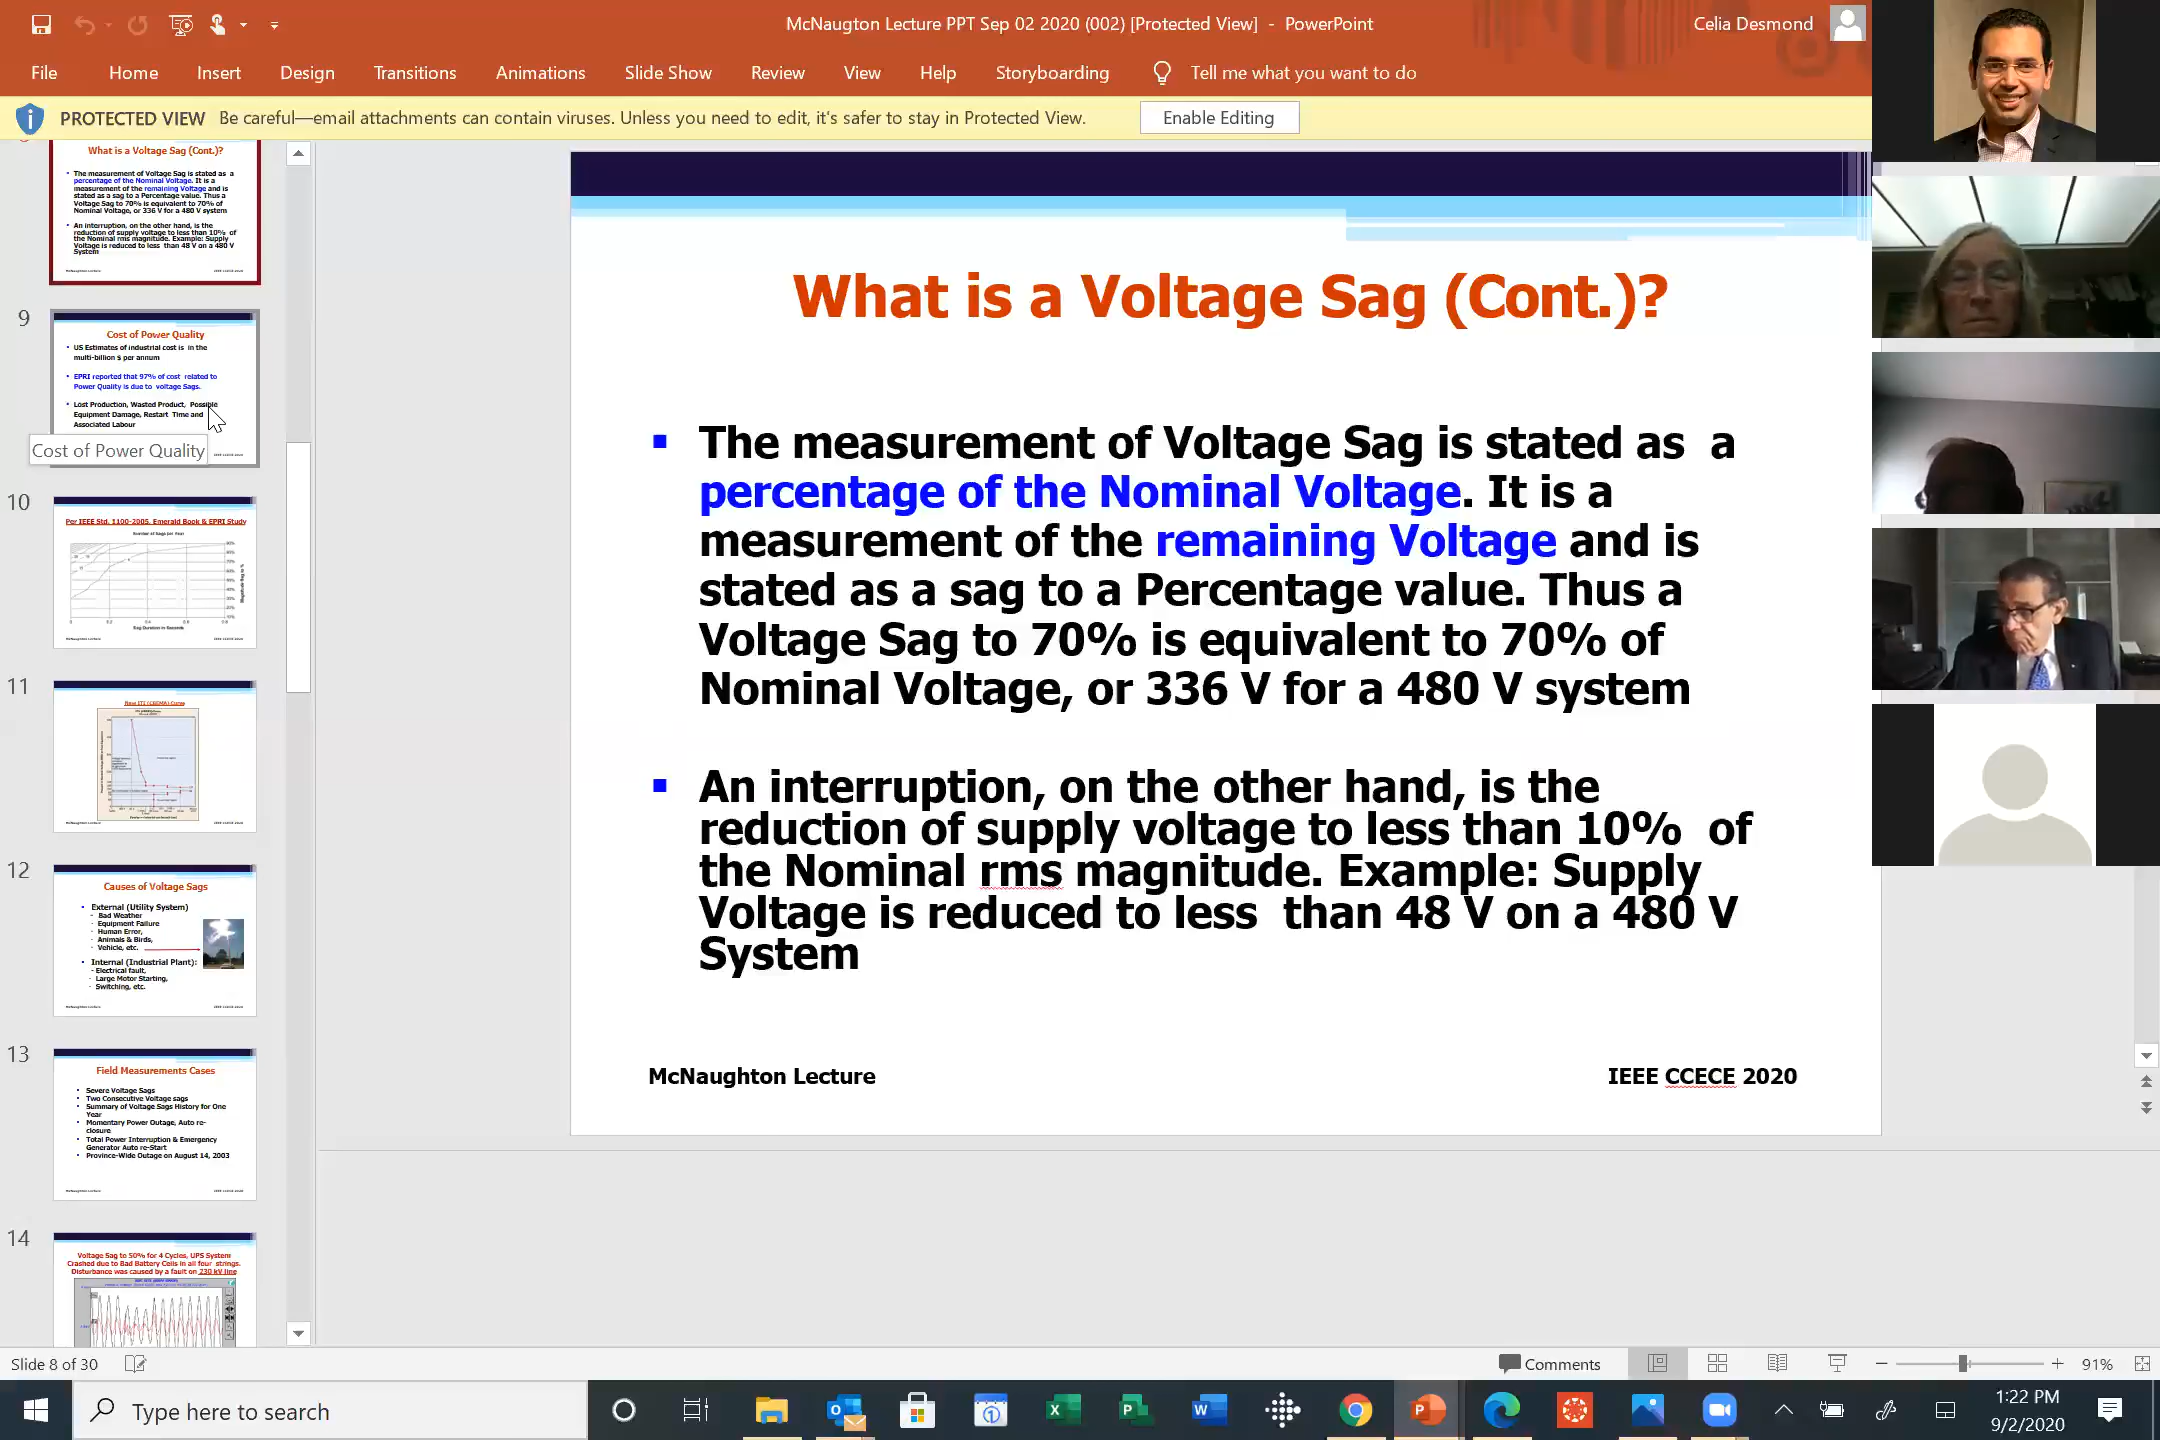 McNaugton Lecture PPT Sep 02 2020 (002) [Protected View] - PowerPoint
Celia Desmond
File Home Insert Design Transitions Animations Slide Show Review View Help Storyboarding Tell me what you want to do
PROTECTED VIEW Be careful—email attachments can contain viruses. Unless you need to edit, it's safer to stay in Protected View. Enable Editing
What is a Voltage Sag (Cont.)?
The measurement of Voltage Sag is stated as a
percentage of the Nominal Voltage. It is a
measurement of the remaining Voltage and is
stated as a sag to a Percentage value. Thus a
Voltage Sag to 70% is equivalent to 70% of
Nominal Voltage, or 336 V for a 480 V system
An interruption, on the other hand, is the
reduction of supply voltage to less than 10% of
the Nominal rms magnitude. Example: Supply
Voltage is reduced to less than 48 V on a 480 V
System
McNaughton Lecture IEEE CCECE 2020
9
Cost of Power Quality
US Estimates of industrial cost is in the
multi-billion $ per annum
EPRI reported that 97% of cost related to
Power Quality is due to voltage Sags.
Lost Production, Wasted Product, Possible
Equipment Damage, Restart Time and
Associated Labour
Cost of Power Quality
10
Per IEEE Std. 1100-2005, Emerald Book & EPRI Study
Number of Sags per Year
0 0.2 0.4 0.6 0.8
Sag Duration in Seconds
11
New ITI (CBEMA) Curve
12
Causes of Voltage Sags
External (Utility System)
- Bad Weather
- Equipment Failure
- Human Error,
- Animals & Birds,
- Vehicle, etc.
Internal (Industrial Plant):
- Electrical fault,
- Large Motor Starting,
- Switching, etc.
13
Field Measurements Cases
Severe Voltage Sags
Two Consecutive Voltage sags
Summary of Voltage Sags History for One
Year
Momentary Power Outage, Auto re-
closure
Total Power Interruption & Emergency
Generator Auto re-Start
Province-Wide Outage on August 14, 2003
14
Voltage Sag to 50% for 4 Cycles, UPS System
Crashed due to Bad Battery Cells in all four strings.
Disturbance was caused by a fault on 230 kV line
What is a Voltage Sag (Cont.)?
The measurement of Voltage Sag is stated as a
percentage of the Nominal Voltage. It is a
measurement of the remaining Voltage and is
stated as a sag to a Percentage value. Thus a
Voltage Sag to 70% is equivalent to 70% of
Nominal Voltage, or 336 V for a 480 V system
An interruption, on the other hand, is the
reduction of supply voltage to less than 10% of
the Nominal rms magnitude. Example: Supply
Voltage is reduced to less than 48 V on a 480 V
System
McNaughton Lecture IEEE CCECE 2020
Slide 8 of 30 Comments 91%
Type here to search
1:22 PM
9/2/2020